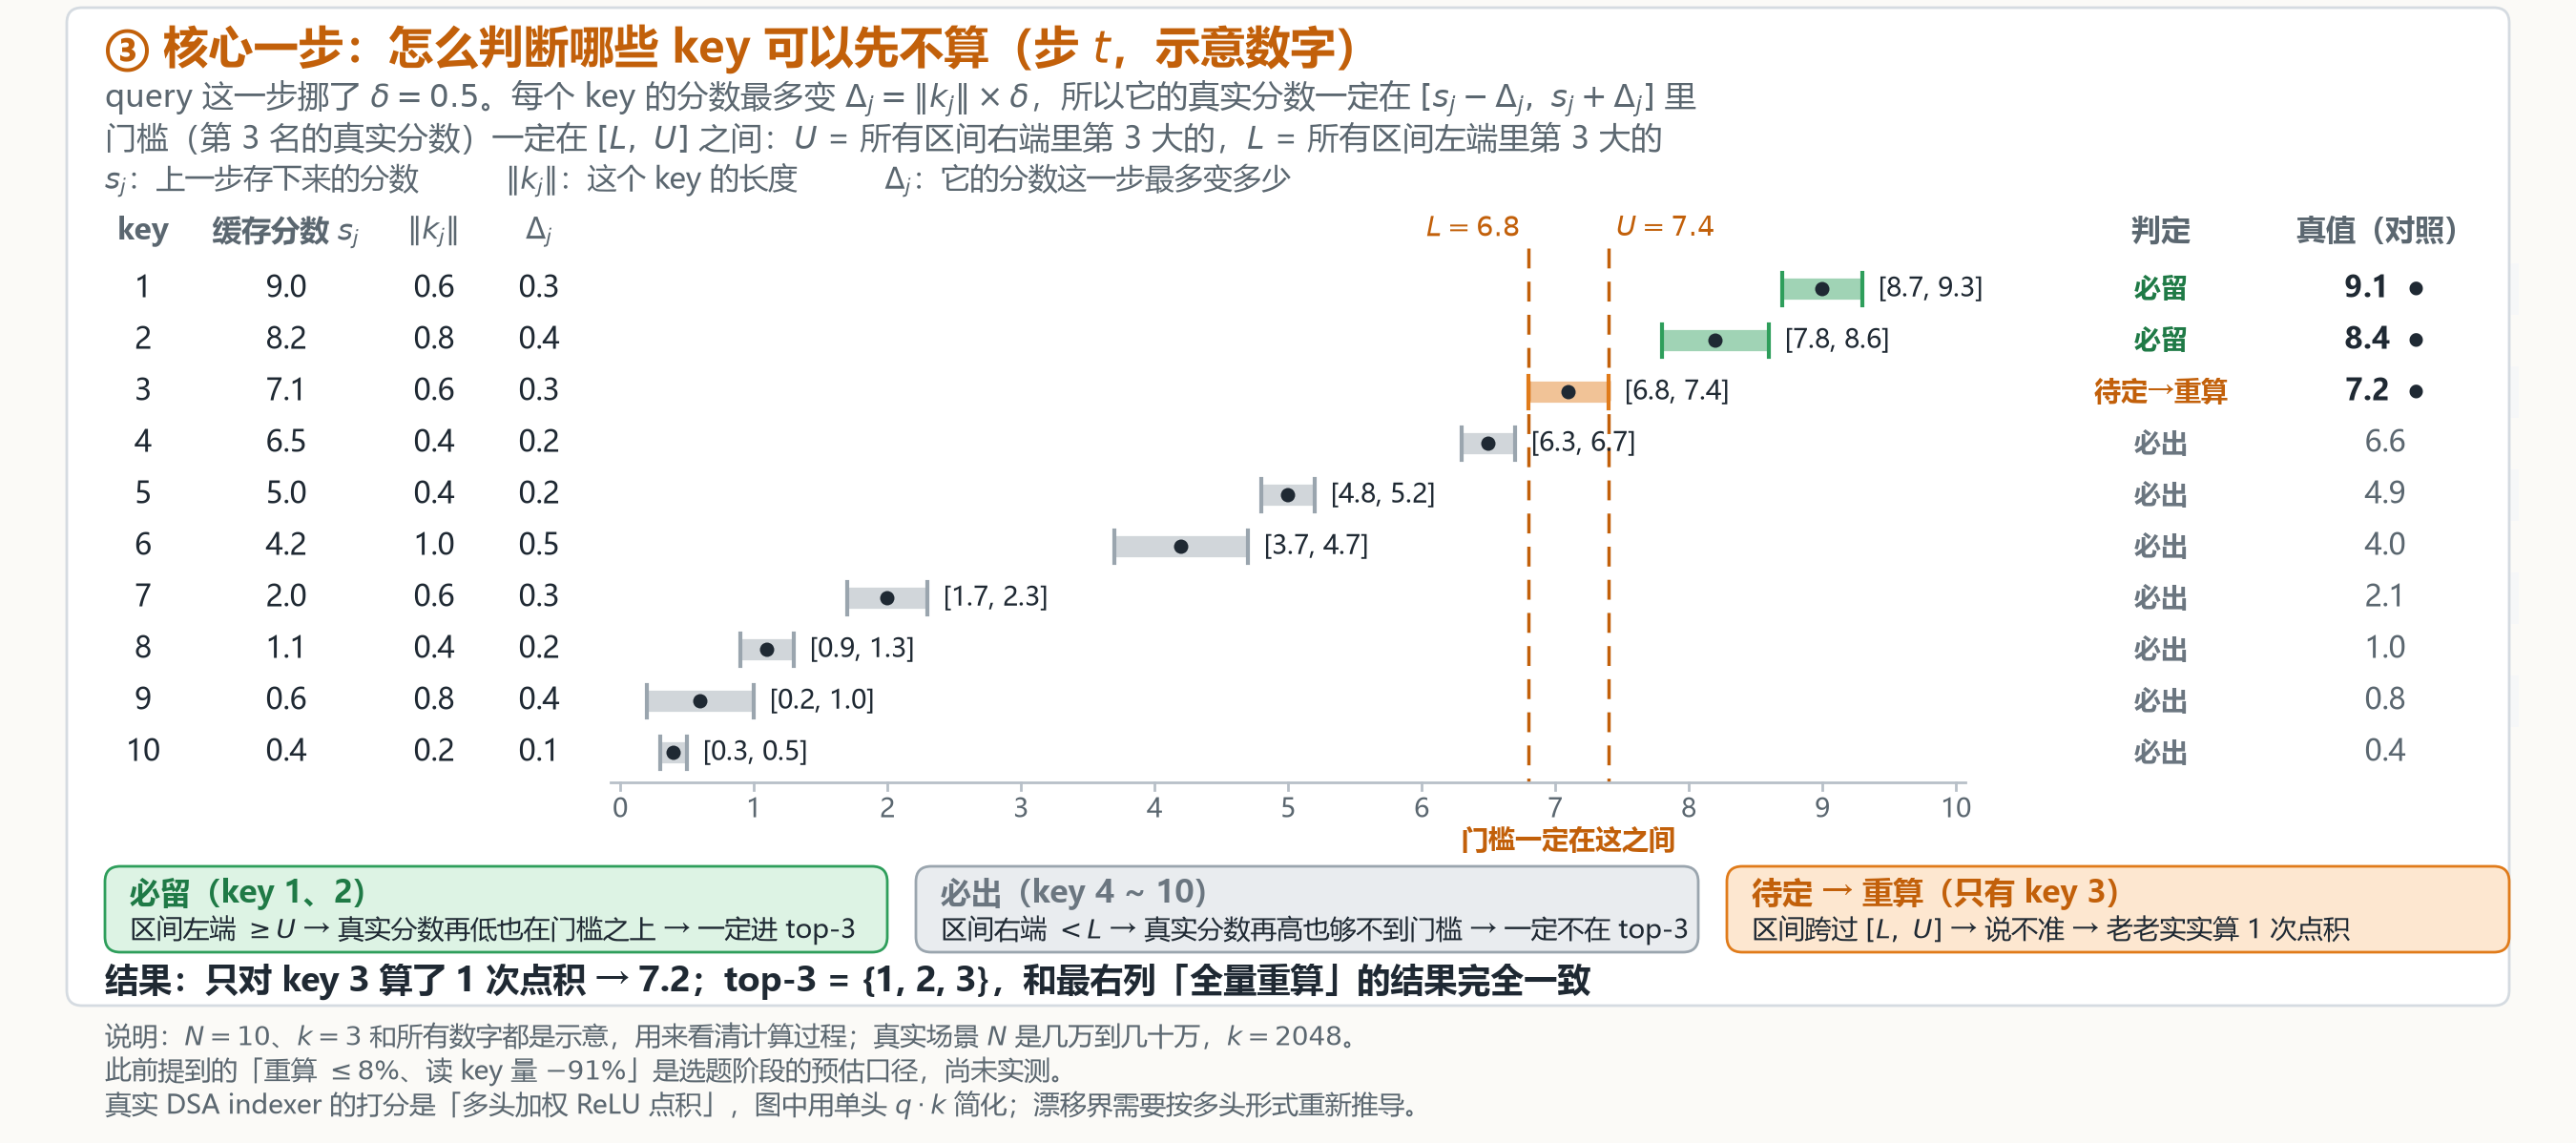 ③ 核心一步：怎么判断哪些 key 可以先不算（步 t，示意数字）
query 这一步挪了 δ = 0.5。每个 key 的分数最多变 Δj = ‖kj‖ × δ，所以它的真实分数一定在 [sj − Δj, sj + Δj] 里
门槛（第 3 名的真实分数）一定在 [L, U] 之间：U = 所有区间右端里第 3 大的，L = 所有区间左端里第 3 大的
sj：上一步存下来的分数 ‖kj‖：这个 key 的长度 Δj：它的分数这一步最多变多少
key 缓存分数 sj ‖kj‖ Δj L = 6.8 U = 7.4 判定 真值（对照）
1 9.0 0.6 0.3 [8.7, 9.3] 必留 9.1 ●
2 8.2 0.8 0.4 [7.8, 8.6] 必留 8.4 ●
3 7.1 0.6 0.3 [6.8, 7.4] 待定→重算 7.2 ●
4 6.5 0.4 0.2 [6.3, 6.7] 必出 6.6
5 5.0 0.4 0.2 [4.8, 5.2] 必出 4.9
6 4.2 1.0 0.5 [3.7, 4.7] 必出 4.0
7 2.0 0.6 0.3 [1.7, 2.3] 必出 2.1
8 1.1 0.4 0.2 [0.9, 1.3] 必出 1.0
9 0.6 0.8 0.4 [0.2, 1.0] 必出 0.8
10 0.4 0.2 0.1 [0.3, 0.5] 必出 0.4
0 1 2 3 4 5 6 7 8 9 10
门槛一定在这之间
必留（key 1、2）
区间左端 ≥ U → 真实分数再低也在门槛之上 → 一定进 top-3
必出（key 4 ~ 10）
区间右端 < L → 真实分数再高也够不到门槛 → 一定不在 top-3
待定 → 重算（只有 key 3）
区间跨过 [L, U] → 说不准 → 老老实实算 1 次点积
结果：只对 key 3 算了 1 次点积 → 7.2；top-3 = {1, 2, 3}，和最右列「全量重算」的结果完全一致
说明：N = 10、k = 3 和所有数字都是示意，用来看清计算过程；真实场景 N 是几万到几十万，k = 2048。
此前提到的「重算 ≤ 8%、读 key 量 −91%」是选题阶段的预估口径，尚未实测。
真实 DSA indexer 的打分是「多头加权 ReLU 点积」，图中用单头 q · k 简化；漂移界需要按多头形式重新推导。